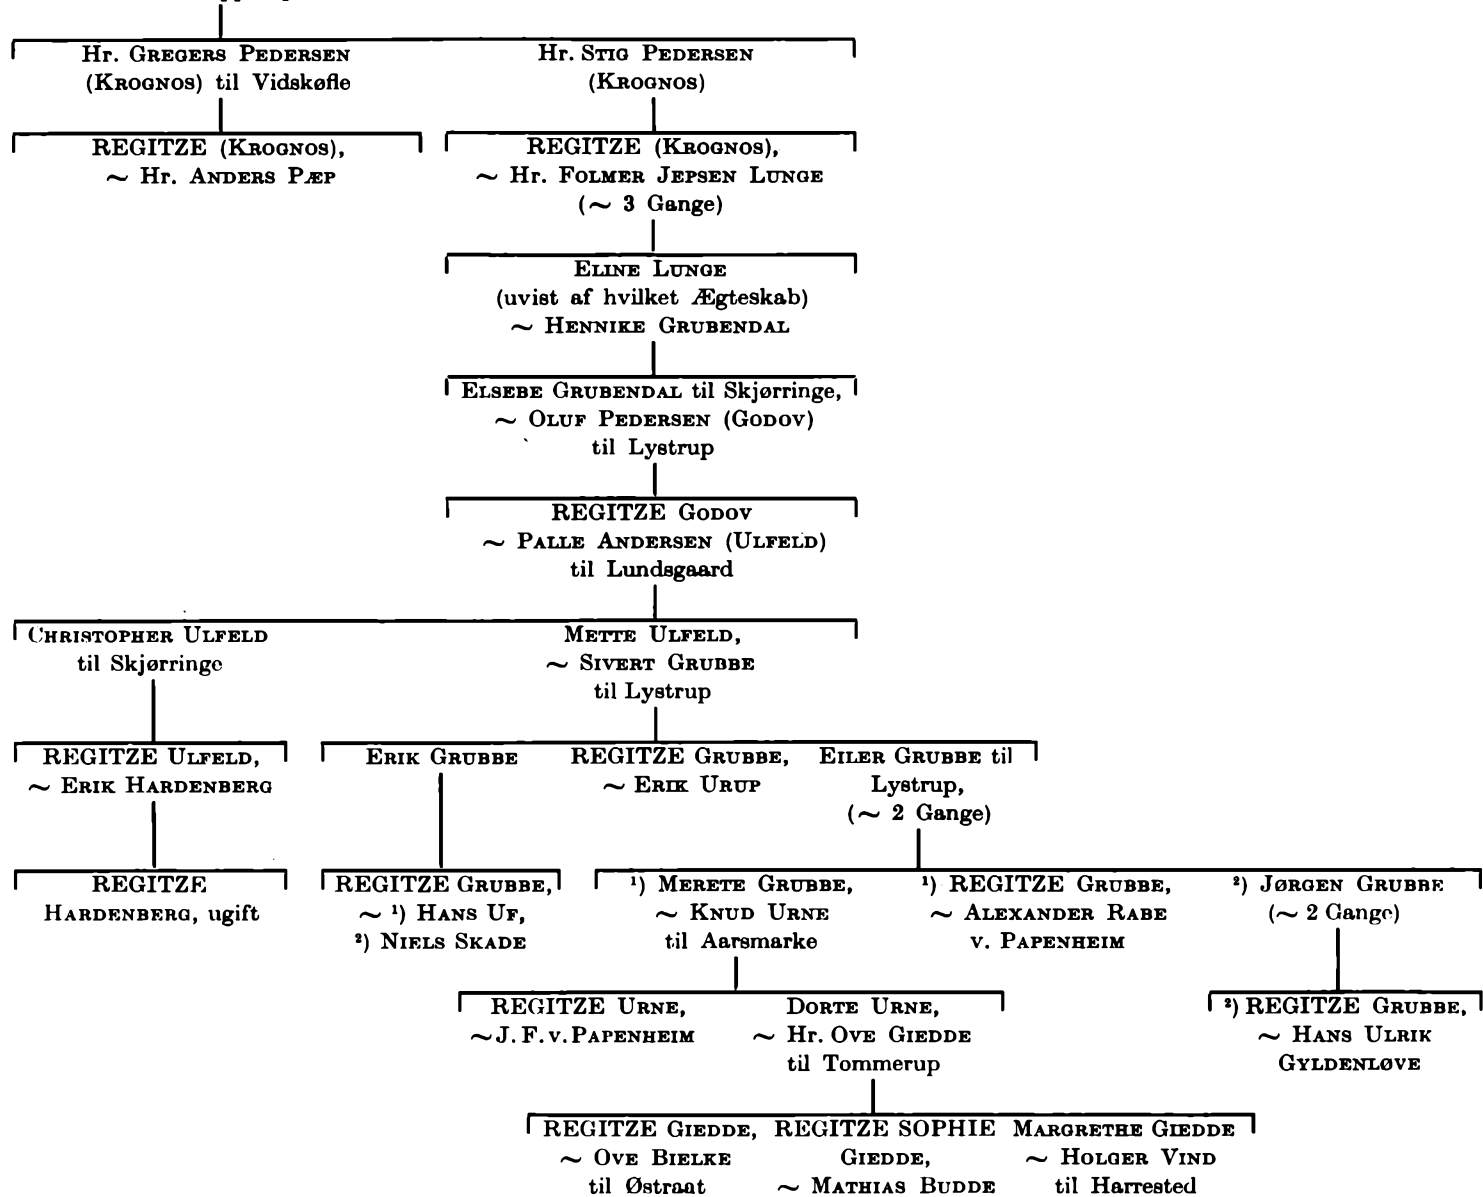 Hr. GREGERS PEDERSEN
(KROGNOS) til Vidskøfle
Hr. STIG PEDERSEN
(KROGNOS)
REGITZE (KROGNOS),
~ Hr. ANDERS PÆP
REGITZE (KROGNOS),
~ Hr. FOLMER JEPSEN LUNGE
(~ 3 Gange)
ELINE LUNGE
(uvist af hvilket Ægteskab)
~ HENNIKE GRUBENDAL
ELSEBE GRUBENDAL til Skjørringe,
~ OLUF PEDERSEN (GODOV)
til Lystrup
REGITZE GODOV
~ PALLE ANDERSEN (ULFELD)
til Lundsgaard
CHRISTOPHER ULFELD
til Skjørringe
METTE ULFELD,
~ SIVERT GRUBBE
til Lystrup
REGITZE ULFELD,
~ ERIK HARDENBERG
ERIK GRUBBE
REGITZE GRUBBE,
~ ERIK URUP
EILER GRUBBE til
Lystrup,
(~ 2 Gange)
REGITZE
HARDENBERG, ugift
REGITZE GRUBBE,
~ ¹) HANS UF,
²) NIELS SKADE
¹) MERETE GRUBBE,
~ KNUD URNE
til Aarsmarke
¹) REGITZE GRUBBE,
~ ALEXANDER RABE
v. PAPENHEIM
²) JØRGEN GRUBBE
(~ 2 Gange)
REGITZE URNE,
~ J. F. v. PAPENHEIM
DORTE URNE,
~ Hr. OVE GIEDDE
til Tommerup
²) REGITZE GRUBBE,
~ HANS ULRIK
GYLDENLØVE
REGITZE GIEDDE,
~ OVE BIELKE
til Østraat
REGITZE SOPHIE
GIEDDE,
~ MATHIAS BUDDE
MARGRETHE GIEDDE
~ HOLGER VIND
til Harrested